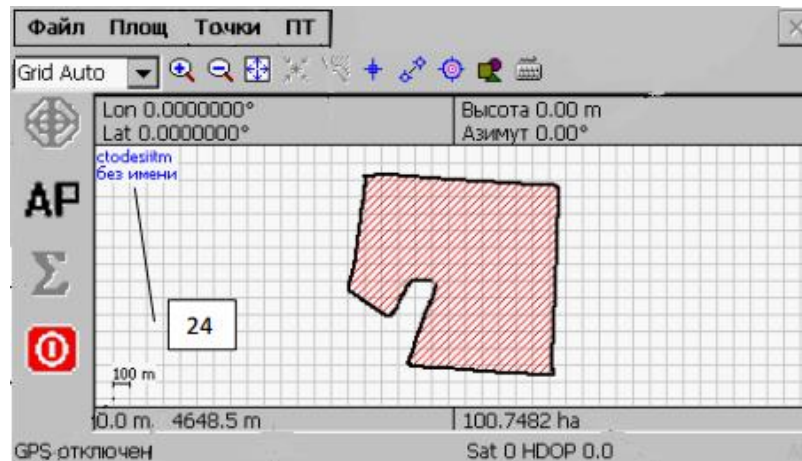 Файл Площ Точки ПТ
Grid Auto
Lon 0.0000000° Высота 0.00 m
Lat 0.0000000° Азимут 0.00°
ctodesiitm
без имени
AP
Σ
24
100 m
0.0 m. 4648.5 m 100.7482 ha
GPS отключен Sat 0 HDOP 0.0